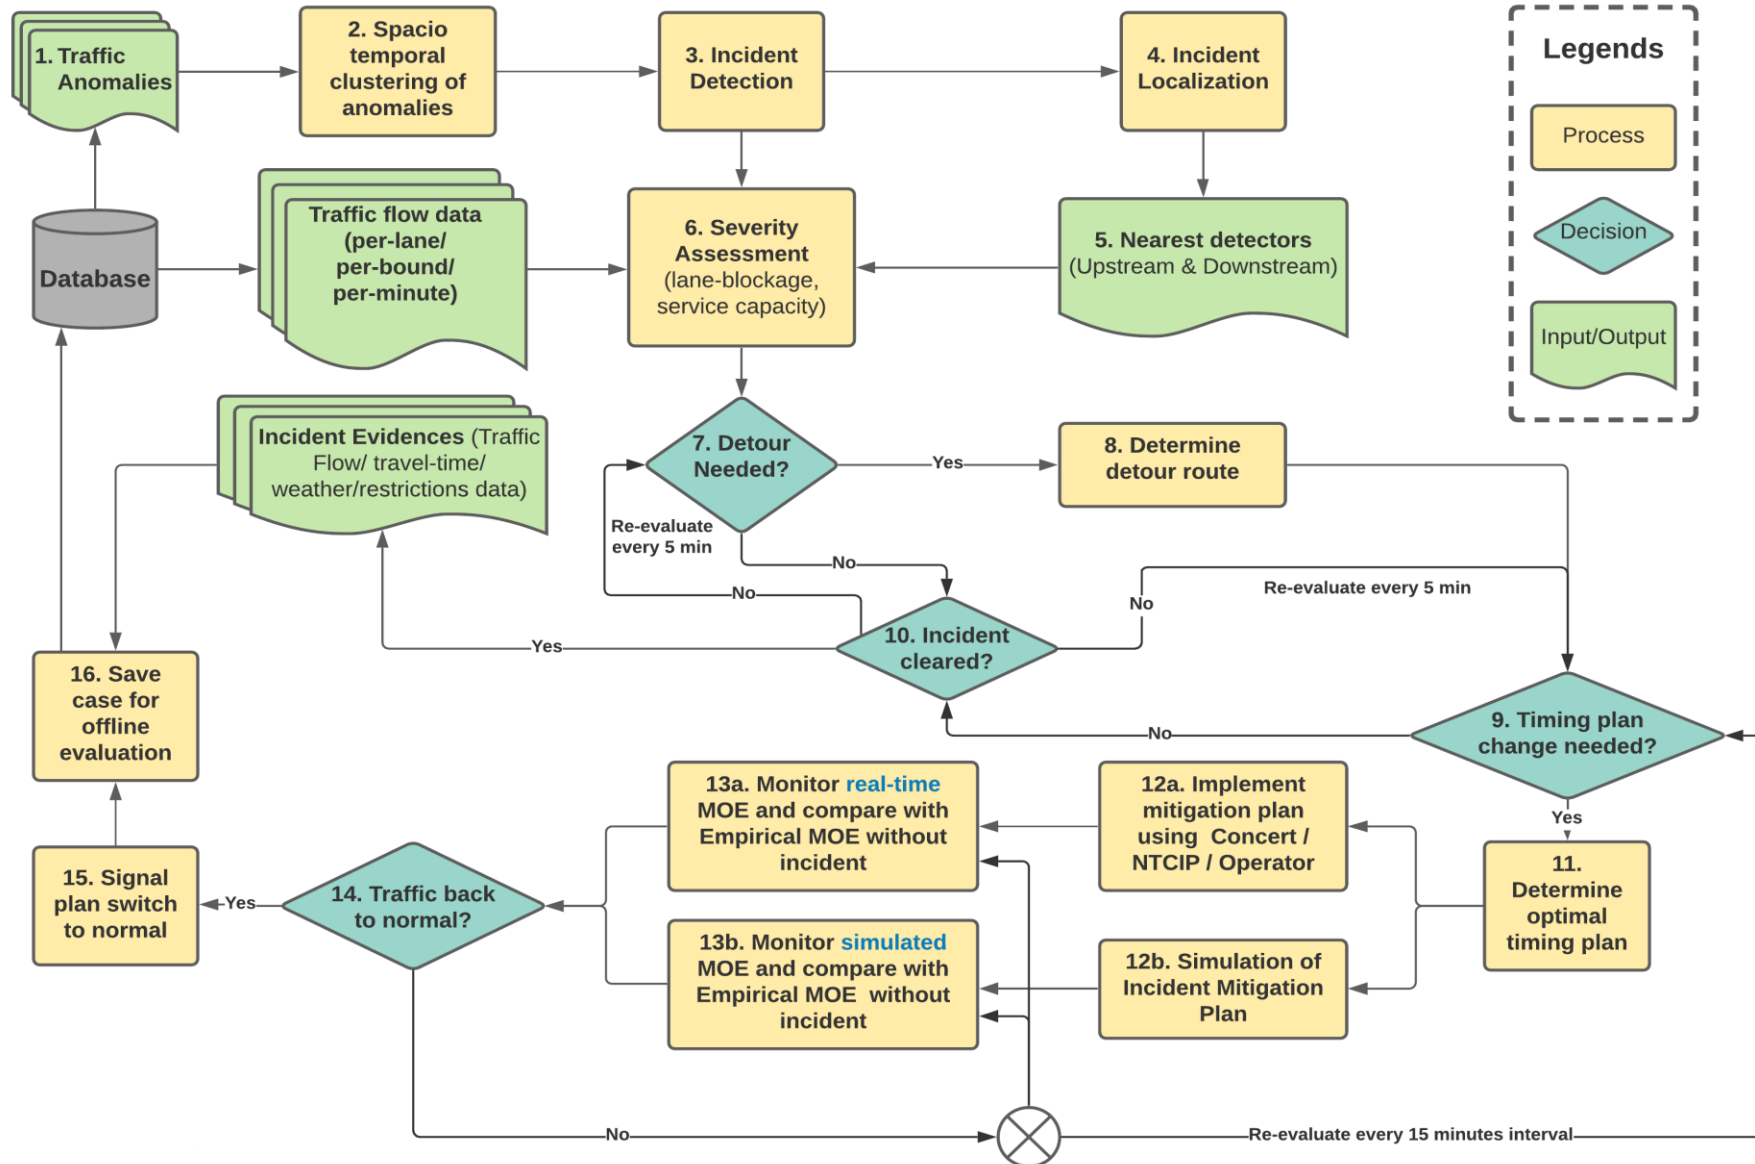 1. Traffic
Anomalies
2. Spacio
temporal
clustering of
anomalies
3. Incident
Detection
4. Incident
Localization
Legends
Process
Decision
Input/Output
Database
Traffic flow data
(per-lane/
per-bound/
per-minute)
6. Severity
Assessment
(lane-blockage,
service capacity)
5. Nearest detectors
(Upstream & Downstream)
Incident Evidences (Traffic
Flow/ travel-time/
weather/restrictions data)
7. Detour
Needed?
Yes
8. Determine
detour route
Re-evaluate
every 5 min
No
No
No
Re-evaluate every 5 min
10. Incident
cleared?
Yes
16. Save
case for
offline
evaluation
No
9. Timing plan
change needed?
Yes
13a. Monitor real-time
MOE and compare with
Empirical MOE without
incident
12a. Implement
mitigation plan
using Concert /
NTCIP / Operator
11.
Determine
optimal
timing plan
15. Signal
plan switch
to normal
Yes
14. Traffic back
to normal?
13b. Monitor simulated
MOE and compare with
Empirical MOE without
incident
12b. Simulation of
Incident Mitigation
Plan
No
Re-evaluate every 15 minutes interval